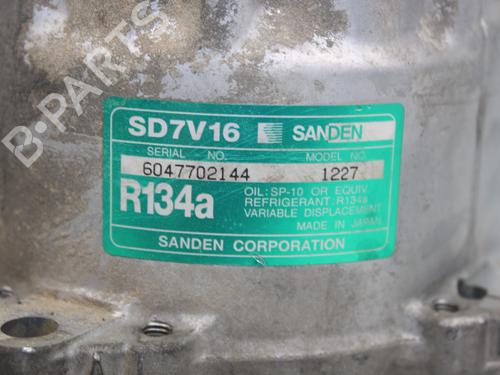 B-PARTS
SD7V16 SANDEN
SERIAL NO. MODEL NO.
6047702144 1227
R134a
OIL: SP-10 OR EQUIV.
REFRIGERANT: R134a
VARIABLE DISPLACEMENT
MADE IN JAPAN
SANDEN CORPORATION